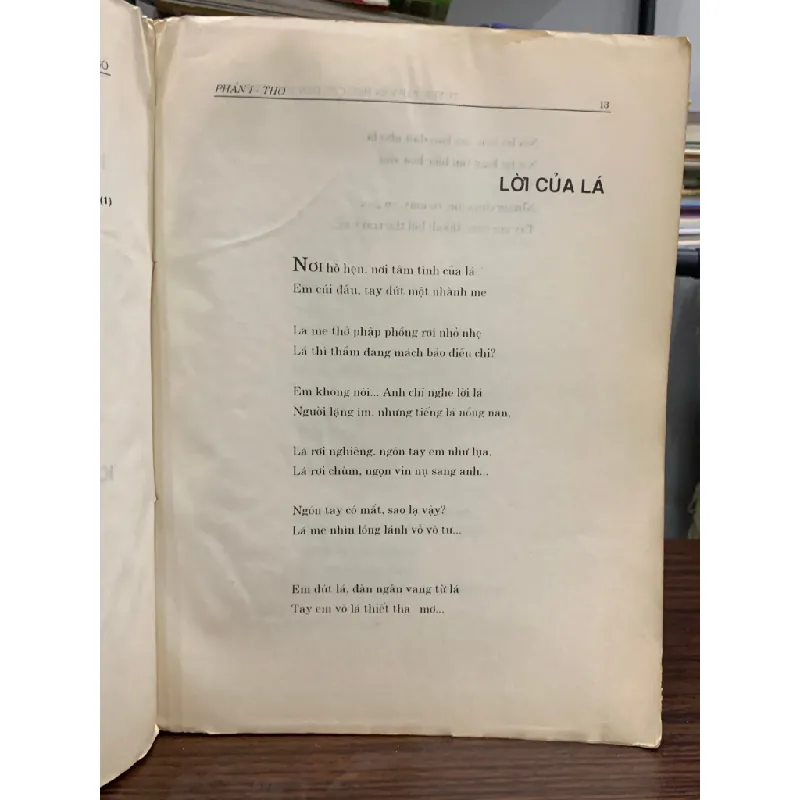 PHẦN I - THƠ 13
LỜI CỦA LÁ
NƠI hò hẹn, nơi tâm tình của lá
Em cúi đầu, tay dứt một nhành me
Lá me thở phập phồng rơi nhỏ nhẹ
Lá thì thầm đang mách bảo điều chi?
Em không nói... Anh chỉ nghe lời lá
Người lặng im, nhưng tiếng lá nồng nàn.
Lá rơi nghiêng, ngón tay em như lụa,
Lá rơi chùm, ngọn vin nụ sang anh...
Ngón tay có mắt, sao lạ vậy?
Lá me nhìn lóng lánh vô vô tư...
Em dứt lá, đàn ngân vang từ lá
Tay em vò lá thiết tha mơ...
(1)